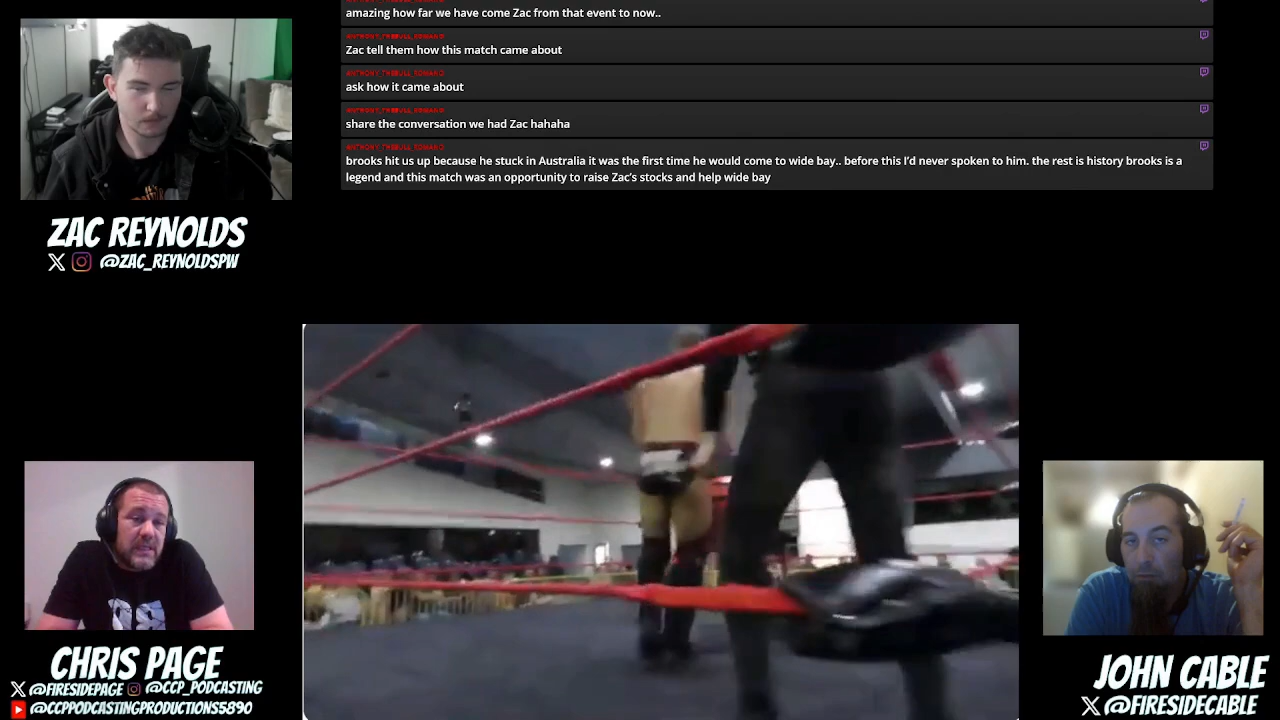 amazing how far we have come Zac from that event to now..
ANTHONY_THEBULL_ROMANO
Zac tell them how this match came about
ANTHONY_THEBULL_ROMANO
ask how it came about
ANTHONY_THEBULL_ROMANO
share the conversation we had Zac hahaha
ANTHONY_THEBULL_ROMANO
brooks hit us up because he stuck in Australia it was the first time he would come to wide bay.. before this I’d never spoken to him. the rest is history brooks is a
legend and this match was an opportunity to raise Zac’s stocks and help wide bay
ZAC REYNOLDS
X @ZAC_REYNOLDSPW
CHRIS PAGE
X @FIRESIDEPAGE @CCP_PODCASTING
@CCPPODCASTINGPRODUCTIONS5890
JOHN CABLE
X @FIRESIDECABLE